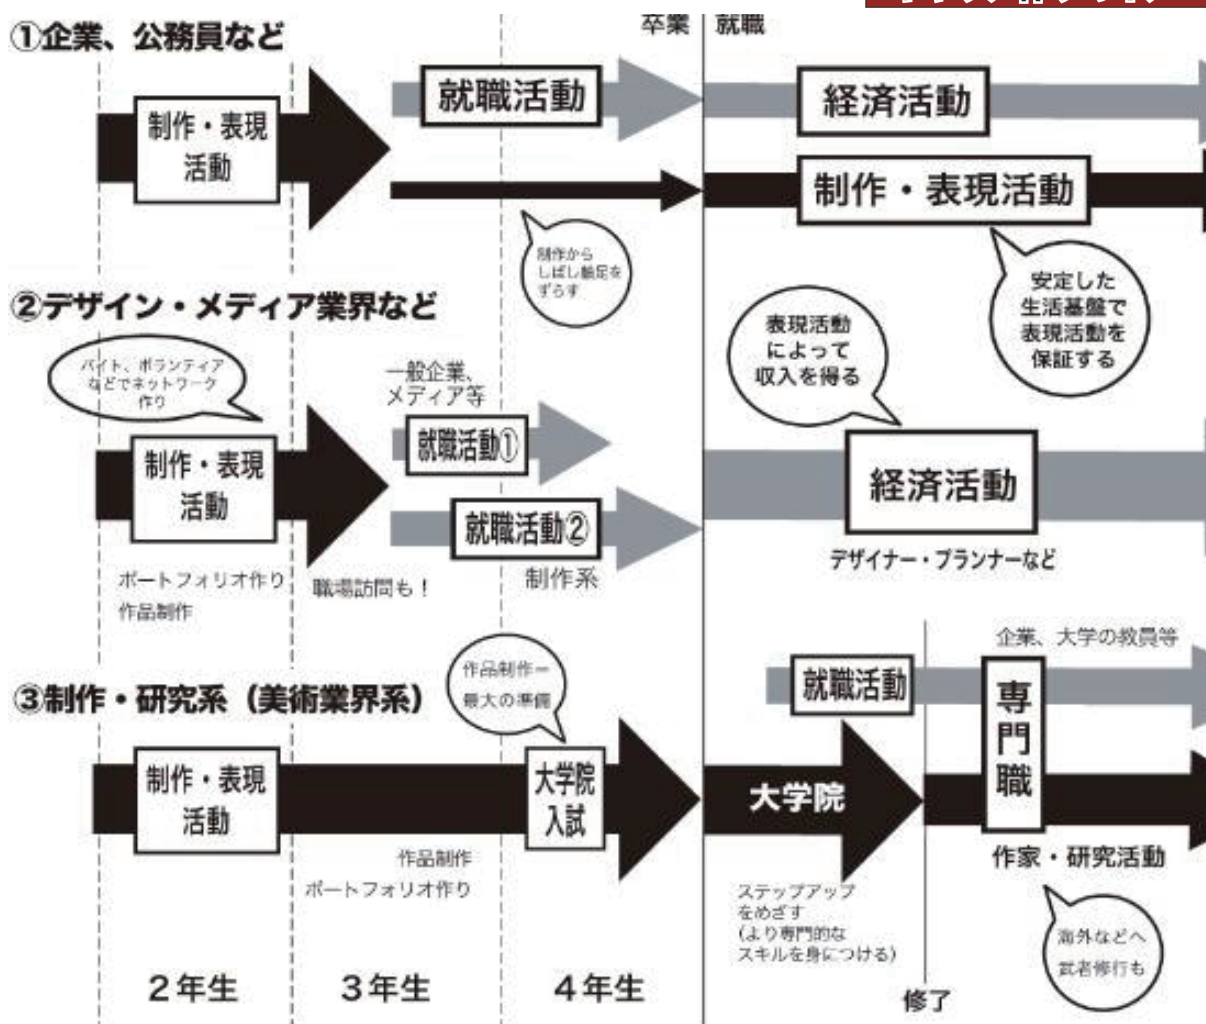 卒業 就職
①企業、公務員など
就職活動
経済活動
制作・表現
活動
制作・表現活動
制作から
しばし軸足を
ずらす
安定した
生活基盤で
表現活動を
保証する
②デザイン・メディア業界など
表現活動
によって
収入を得る
バイト、ボランティア
などでネットワーク
作り
一般企業、
メディア等
就職活動①
制作・表現
活動
就職活動②
経済活動
制作系
デザイナー・プランナーなど
ポートフォリオ作り
作品制作
職場訪問も！
企業、大学の教員等
作品制作＝
最大の準備
③制作・研究系（美術業界系）
就職活動
専門職
制作・表現
活動
大学院
入試
大学院
作家・研究活動
作品制作
ポートフォリオ作り
ステップアップ
をめざす
(より専門的な
スキルを身につける)
海外などへ
武者修行も
2年生 3年生 4年生
修了